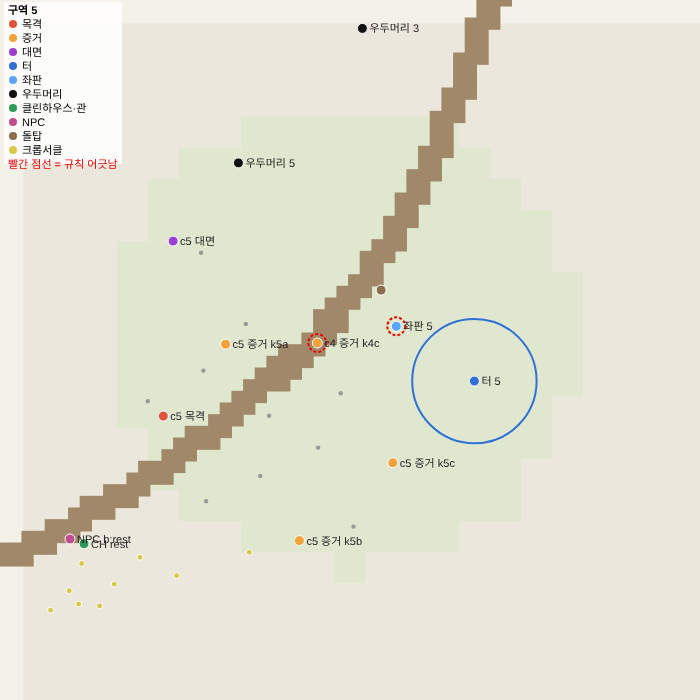 구역 5
목격
증거
대면
터
좌판
우두머리
클린하우스·관
NPC
돌탑
크롭서클
빨간 점선 = 규칙 어긋남
우두머리 3
우두머리 5
c5 대면
좌판 5
c5 증거 k5a
c4 증거 k4c
터 5
c5 목격
c5 증거 k5c
NPC b:rest
CH rest
c5 증거 k5b